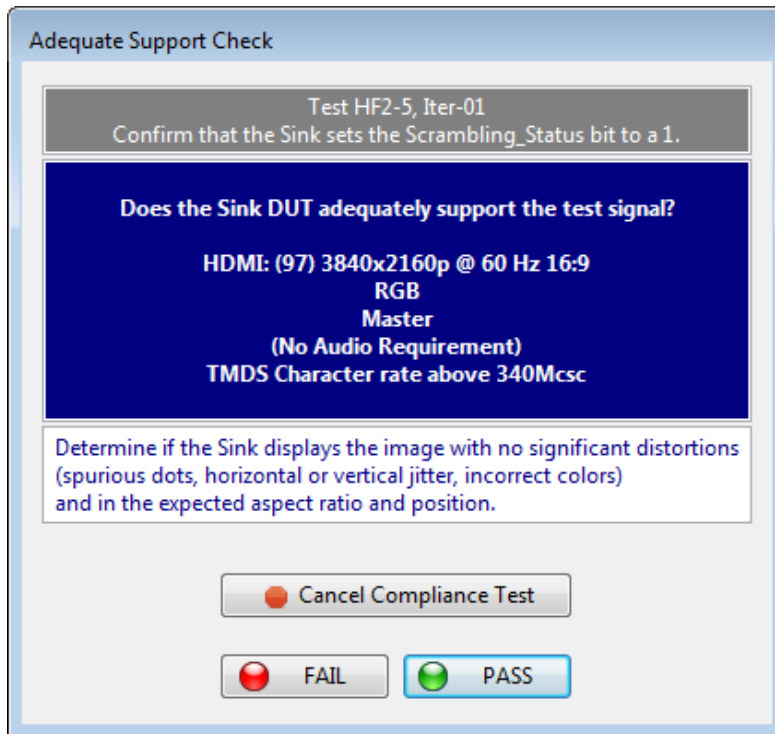 Adequate Support Check
Test HF2-5, Iter-01
Confirm that the Sink sets the Scrambling_Status bit to a 1.
Does the Sink DUT adequately support the test signal?
HDMI: (97) 3840x2160p @ 60 Hz 16:9
RGB
Master
(No Audio Requirement)
TMDS Character rate above 340Mcsc
Determine if the Sink displays the image with no significant distortions
(spurious dots, horizontal or vertical jitter, incorrect colors)
and in the expected aspect ratio and position.
Cancel Compliance Test
FAIL
PASS